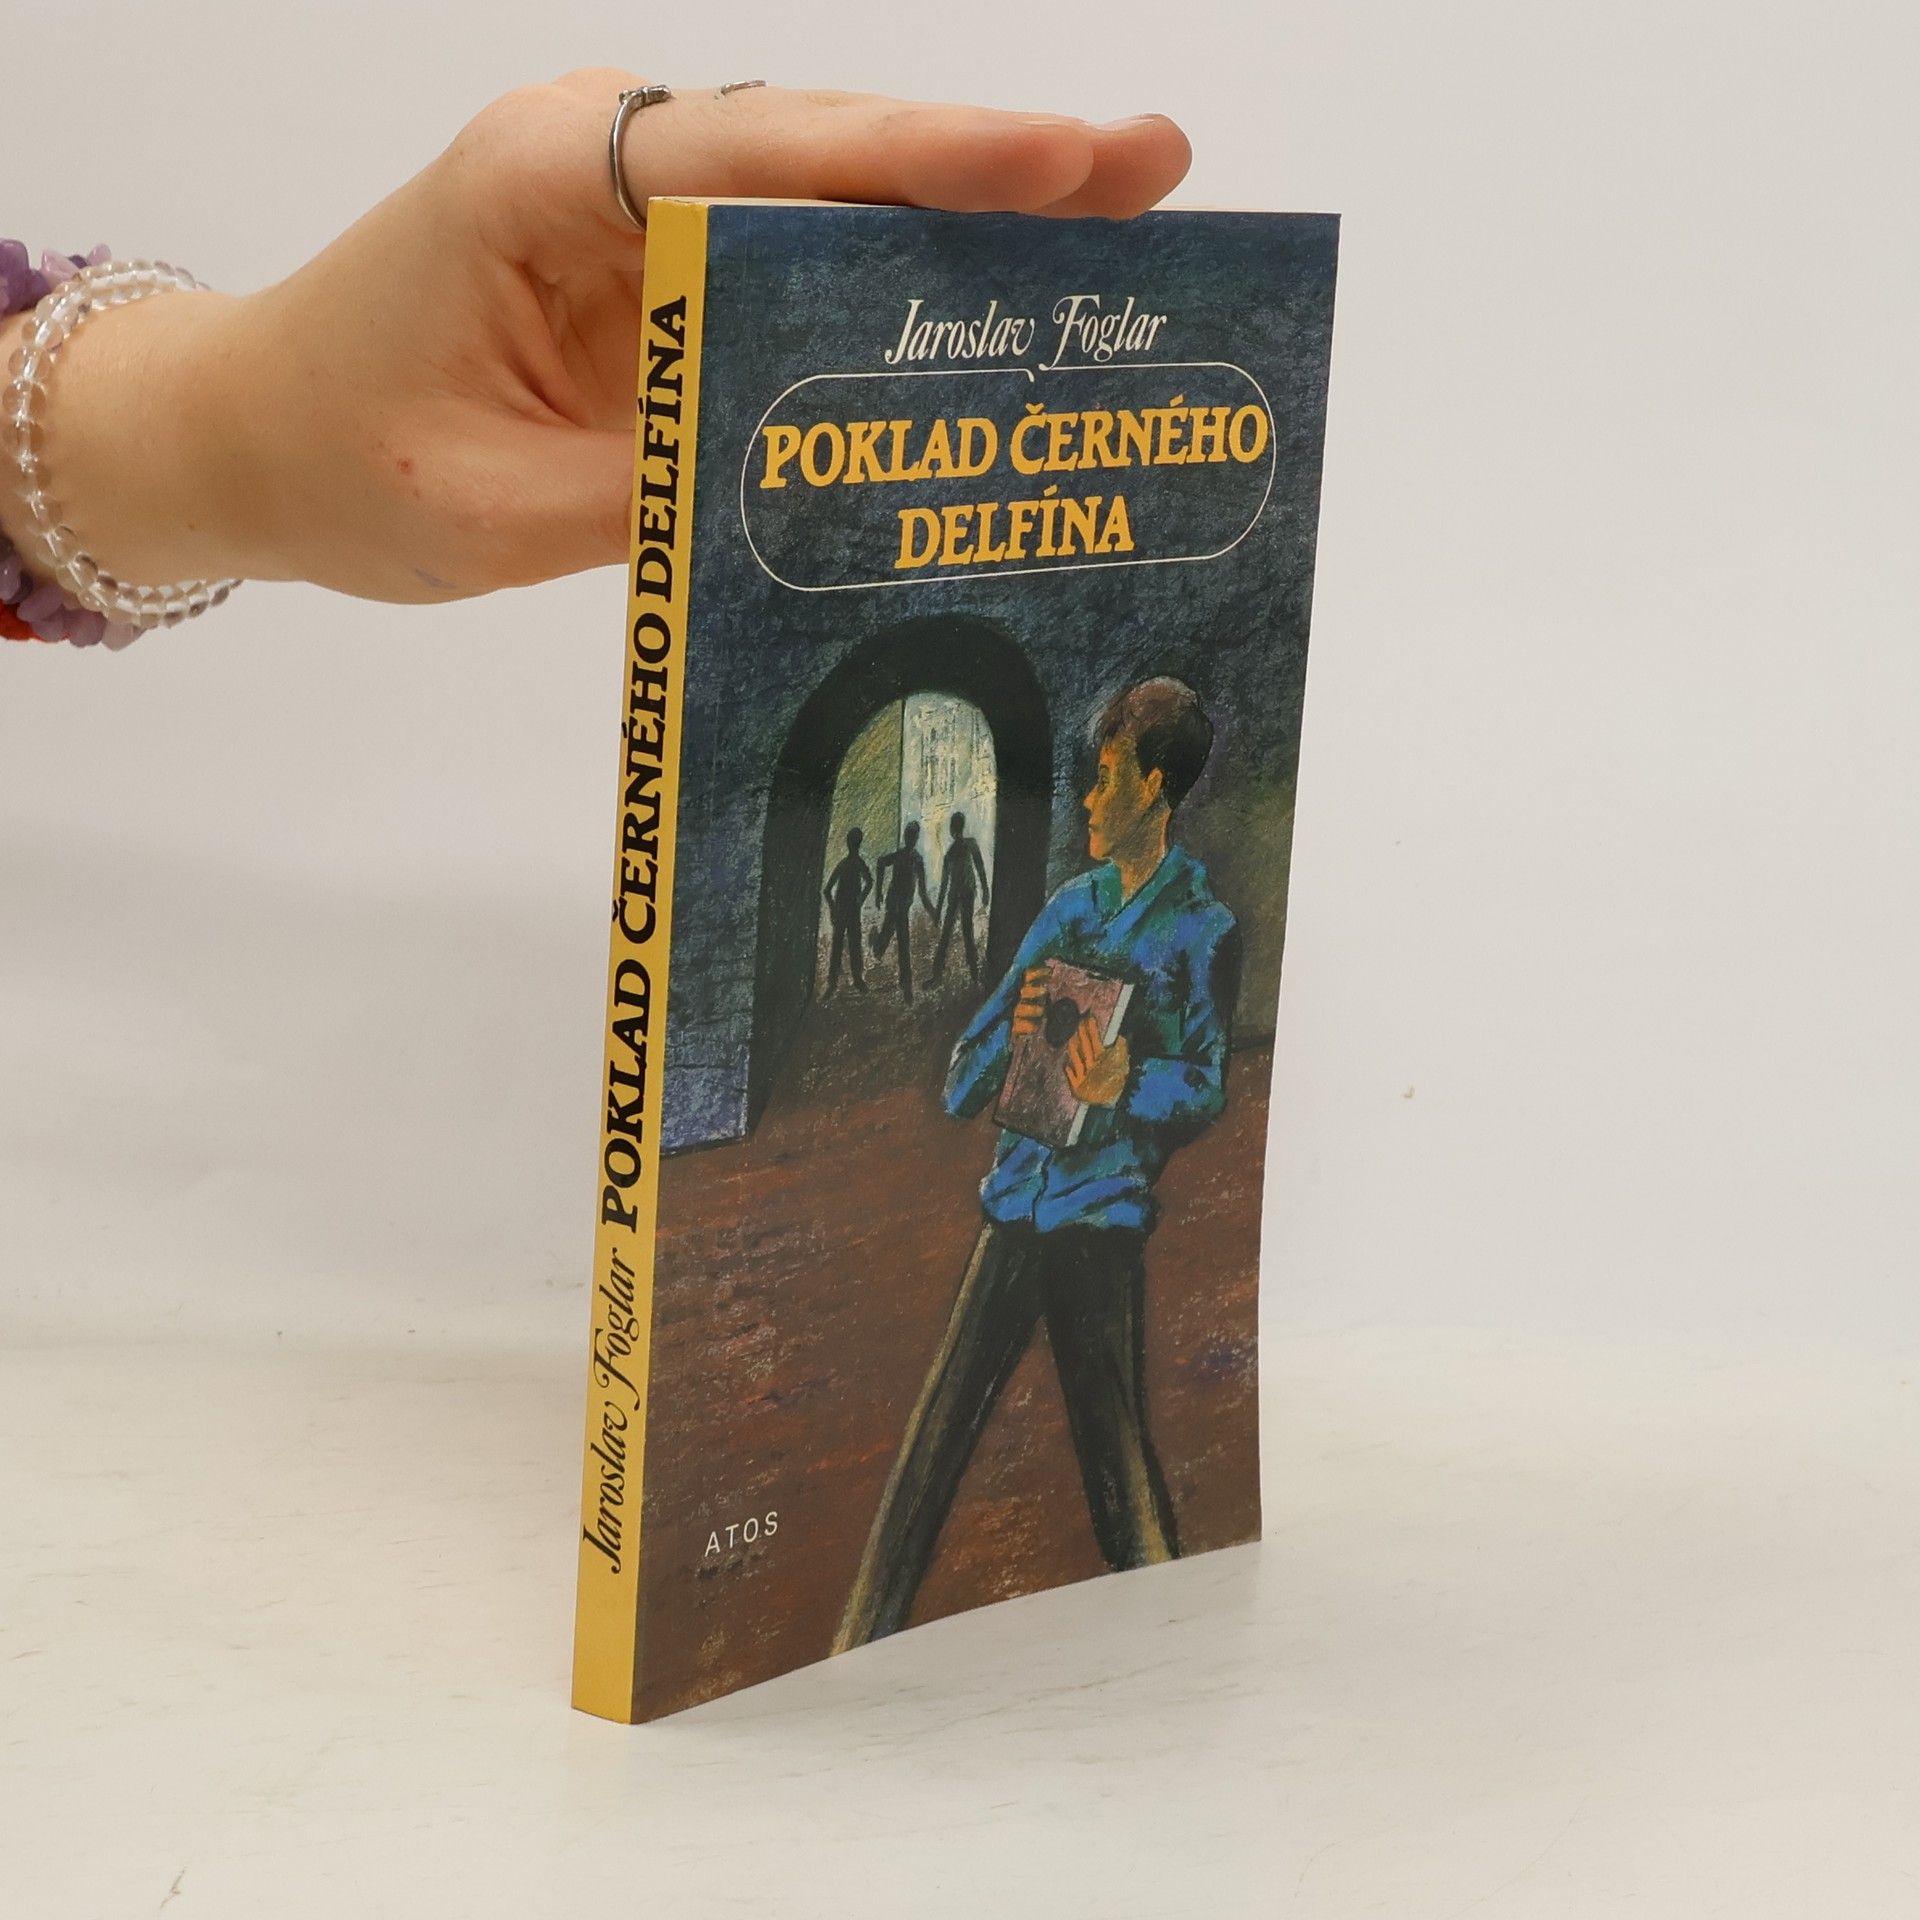 Jaroslav Foglar
POKLAD ČERNÉHO
DELFÍNA
ATOS
Jaroslav Foglar POKLAD ČERNÉHO DELFÍNA